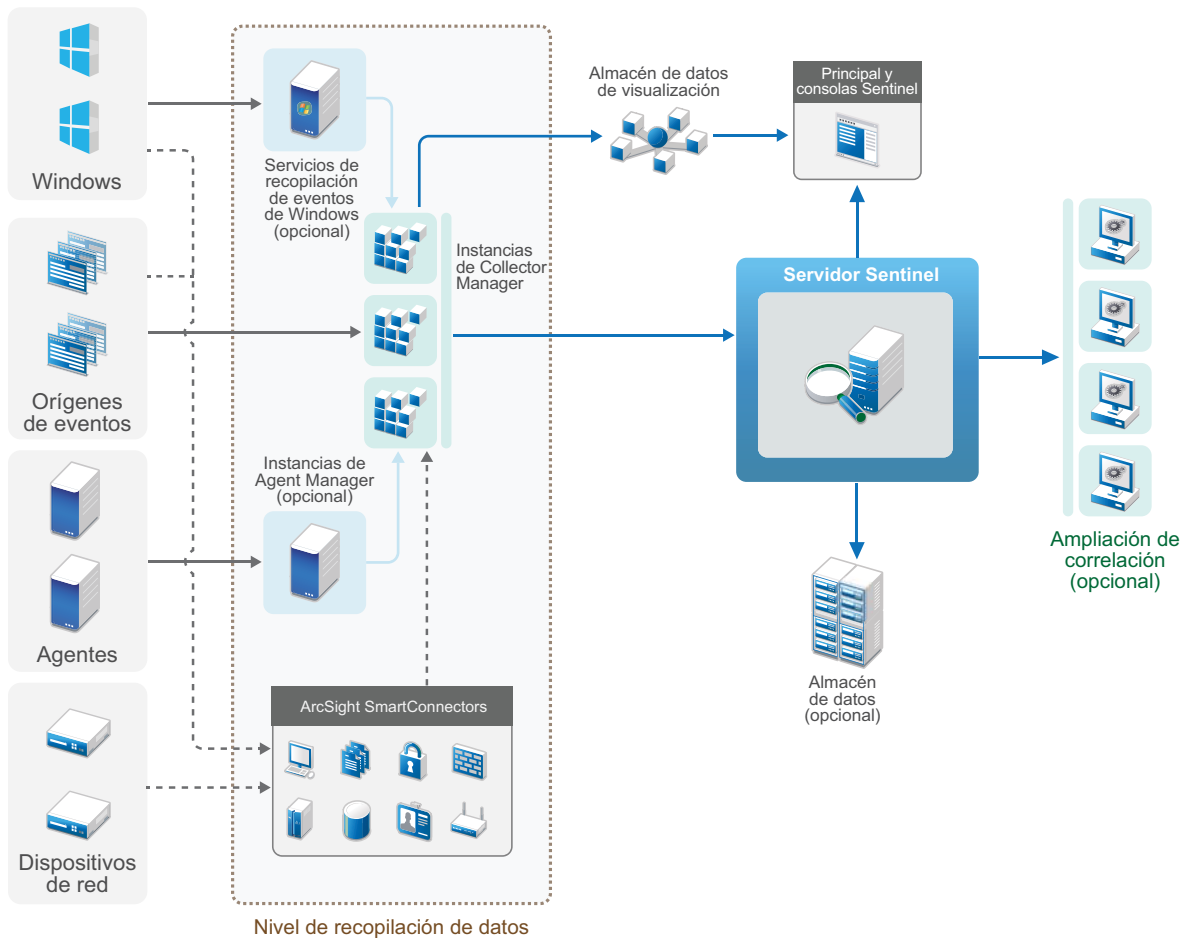 Windows
Orígenes
de eventos
Agentes
Dispositivos
de red
Servicios de
recopilación
de eventos
de Windows
(opcional)
Instancias
de Collector
Manager
Instancias de
Agent Manager
(opcional)
ArcSight SmartConnectors
Nivel de recopilación de datos
Almacén de datos
de visualización
Principal y
consolas Sentinel
Servidor Sentinel
Almacén
de datos
(opcional)
Ampliación de
correlación
(opcional)